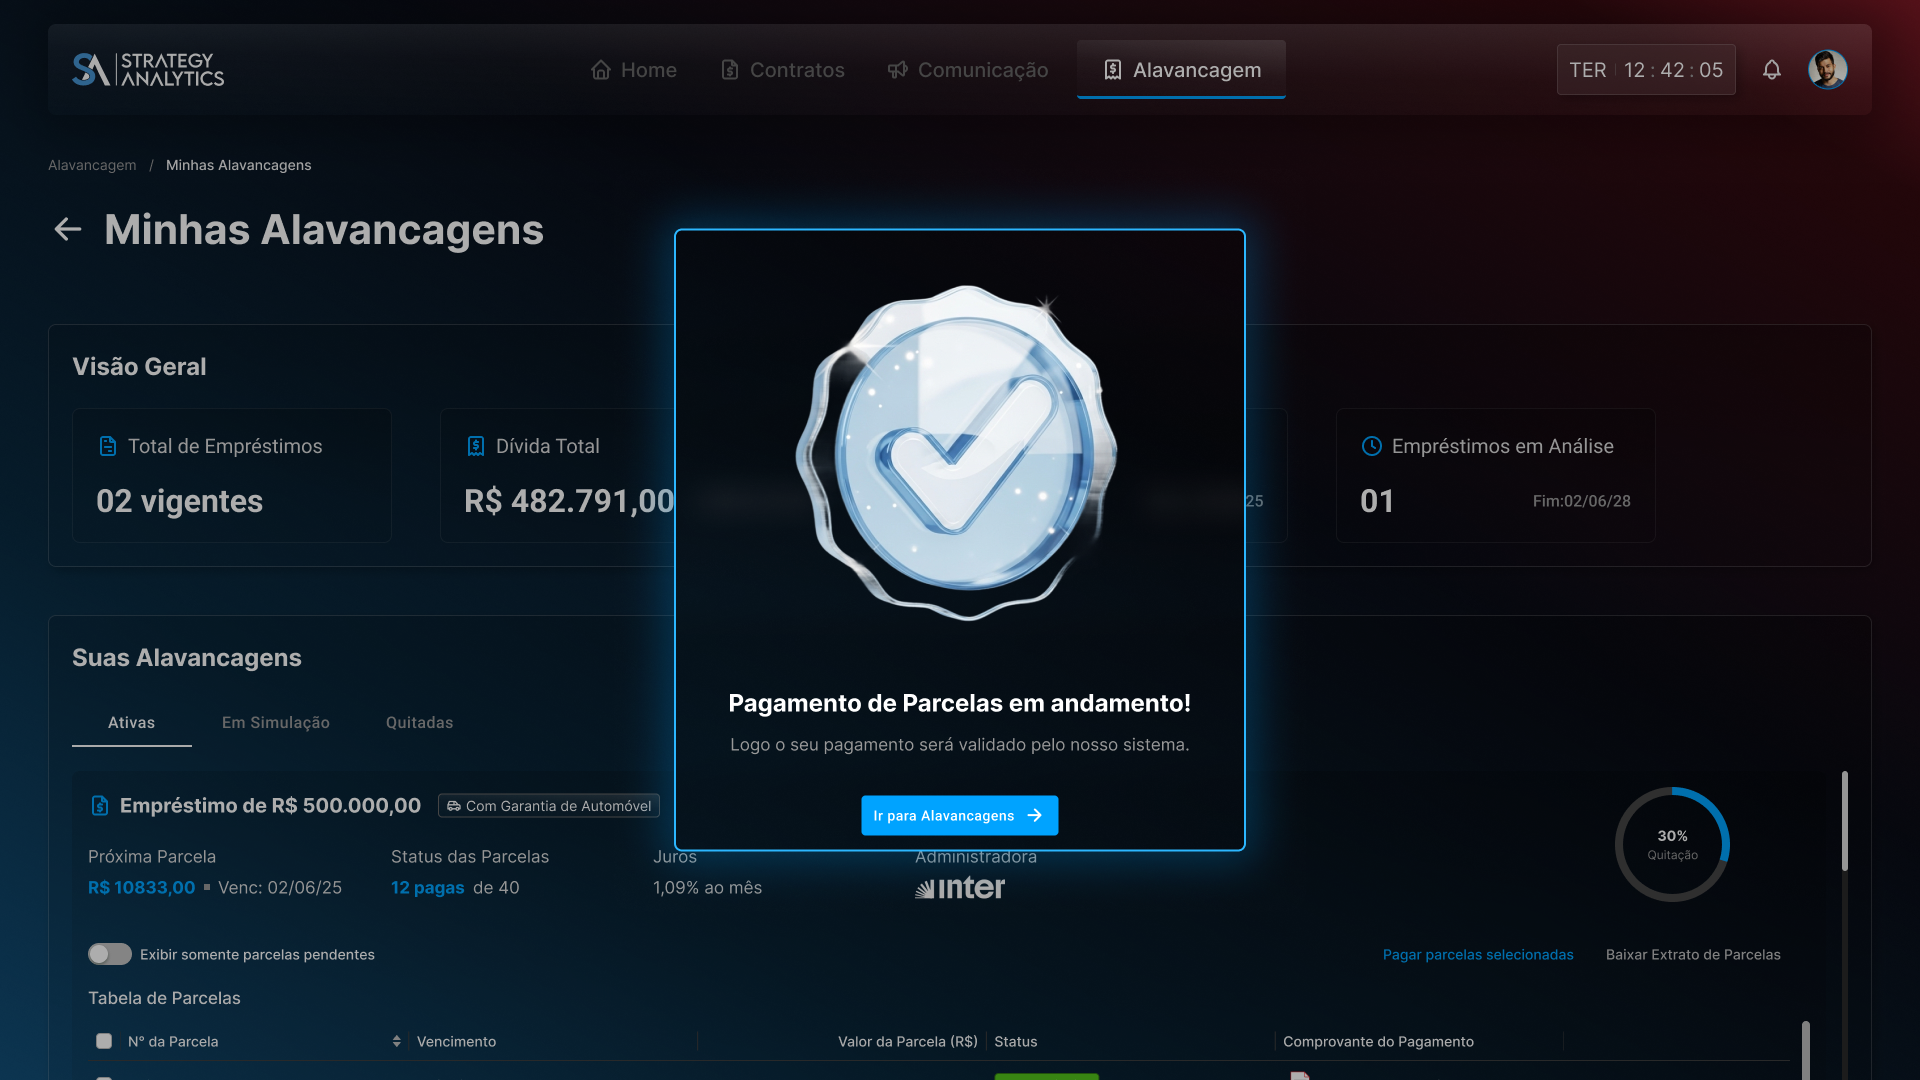 SA STRATEGY ANALYTICS
Home
Contratos
Comunicação
Alavancagem
TER 12 : 42 : 05
Alavancagem / Minhas Alavancagens
Minhas Alavancagens
Visão Geral
Total de Empréstimos
02 vigentes
Dívida Total
R$ 482.791,00
25
Empréstimos em Análise
01
Fim:02/06/28
Pagamento de Parcelas em andamento!
Logo o seu pagamento será validado pelo nosso sistema.
Ir para Alavancagens
Suas Alavancagens
Ativas
Em Simulação
Quitadas
Empréstimo de R$ 500.000,00
Com Garantia de Automóvel
Próxima Parcela
R$ 10833,00 Venc: 02/06/25
Status das Parcelas
12 pagas de 40
Juros
1,09% ao mês
Administradora
inter
30%
Quitação
Exibir somente parcelas pendentes
Pagar parcelas selecionadas
Baixar Extrato de Parcelas
Tabela de Parcelas
N° da Parcela
Vencimento
Valor da Parcela (R$)
Status
Comprovante do Pagamento